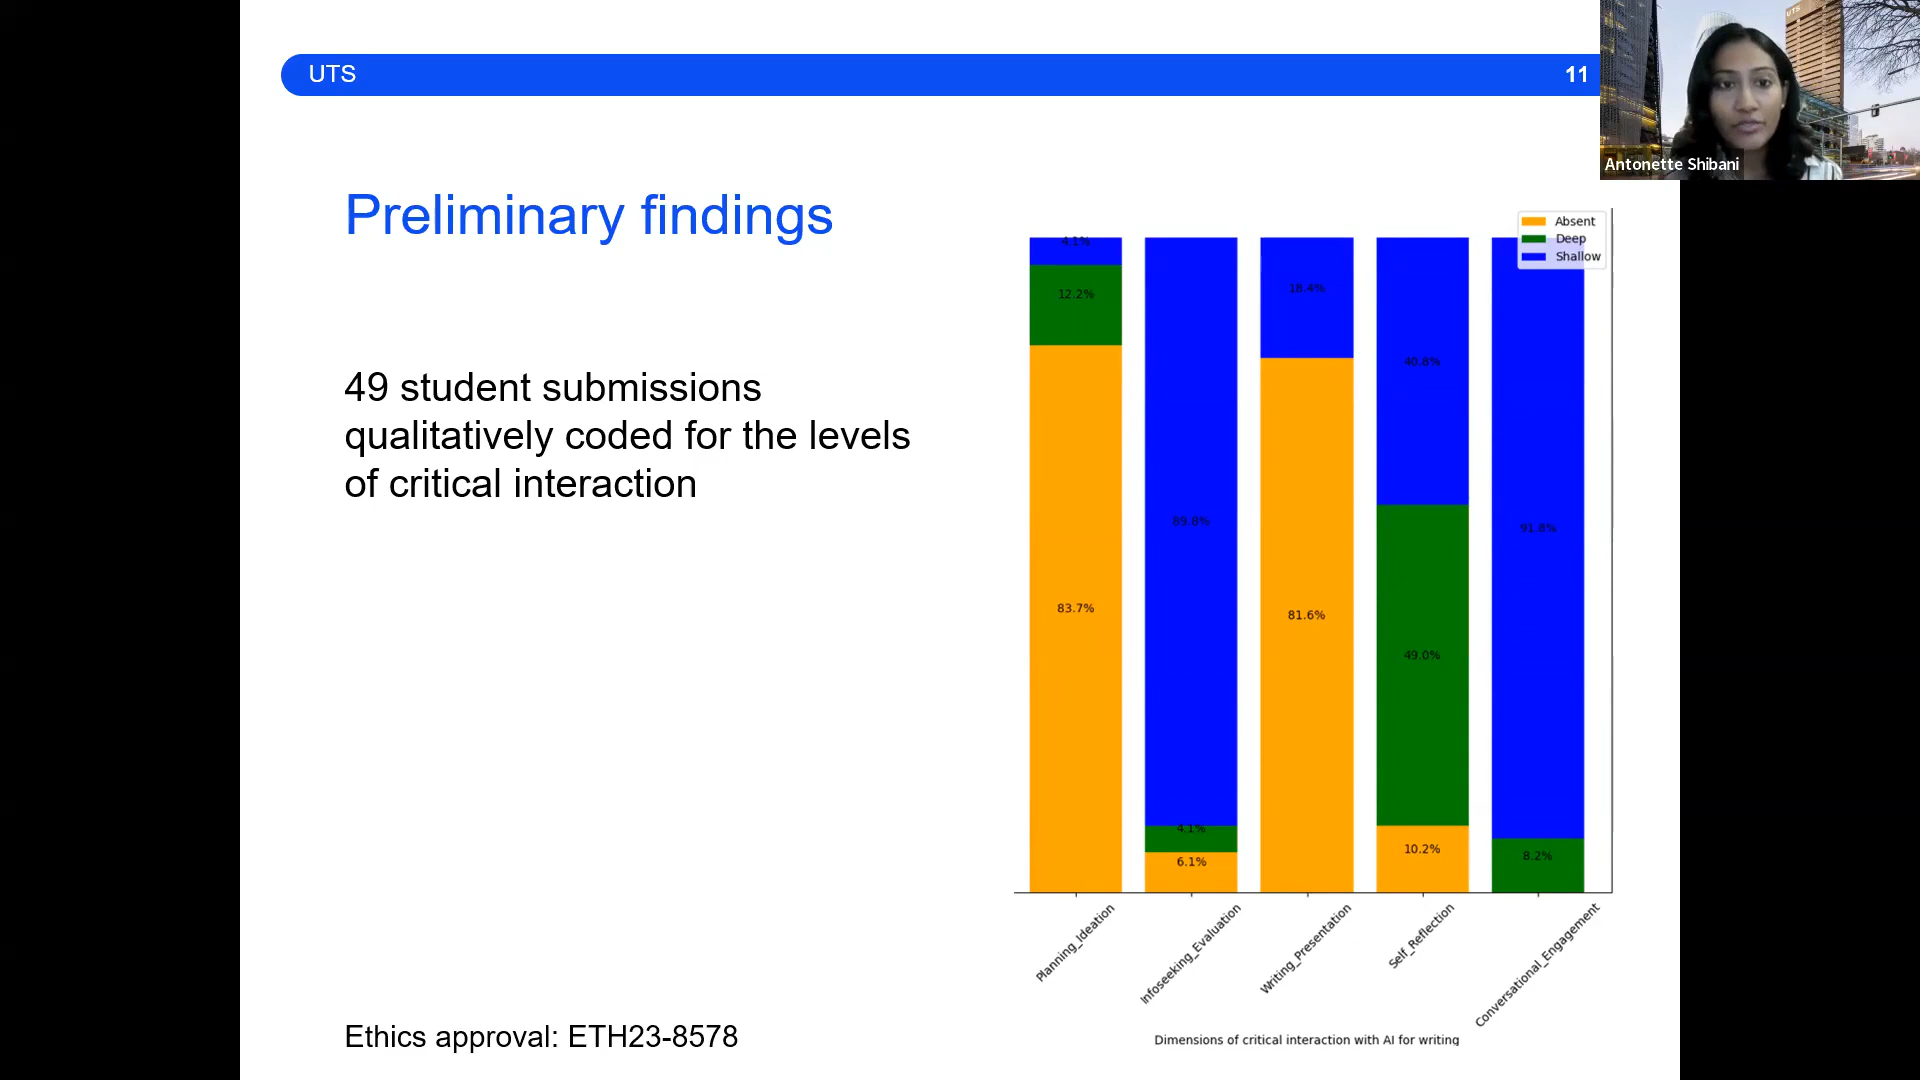 UTS
11
Antonette Shibani
Preliminary findings
49 student submissions
qualitatively coded for the levels
of critical interaction
Absent
Deep
Shallow
4.1%
12.2%
83.7%
89.8%
4.1%
6.1%
18.4%
81.6%
40.8%
49.0%
10.2%
91.8%
8.2%
Planning_Ideation
Infoseeking_Evaluation
Writing_Presentation
Self_Reflection
Conversational_Engagement
Dimensions of critical interaction with AI for writing
Ethics approval: ETH23-8578
UTS